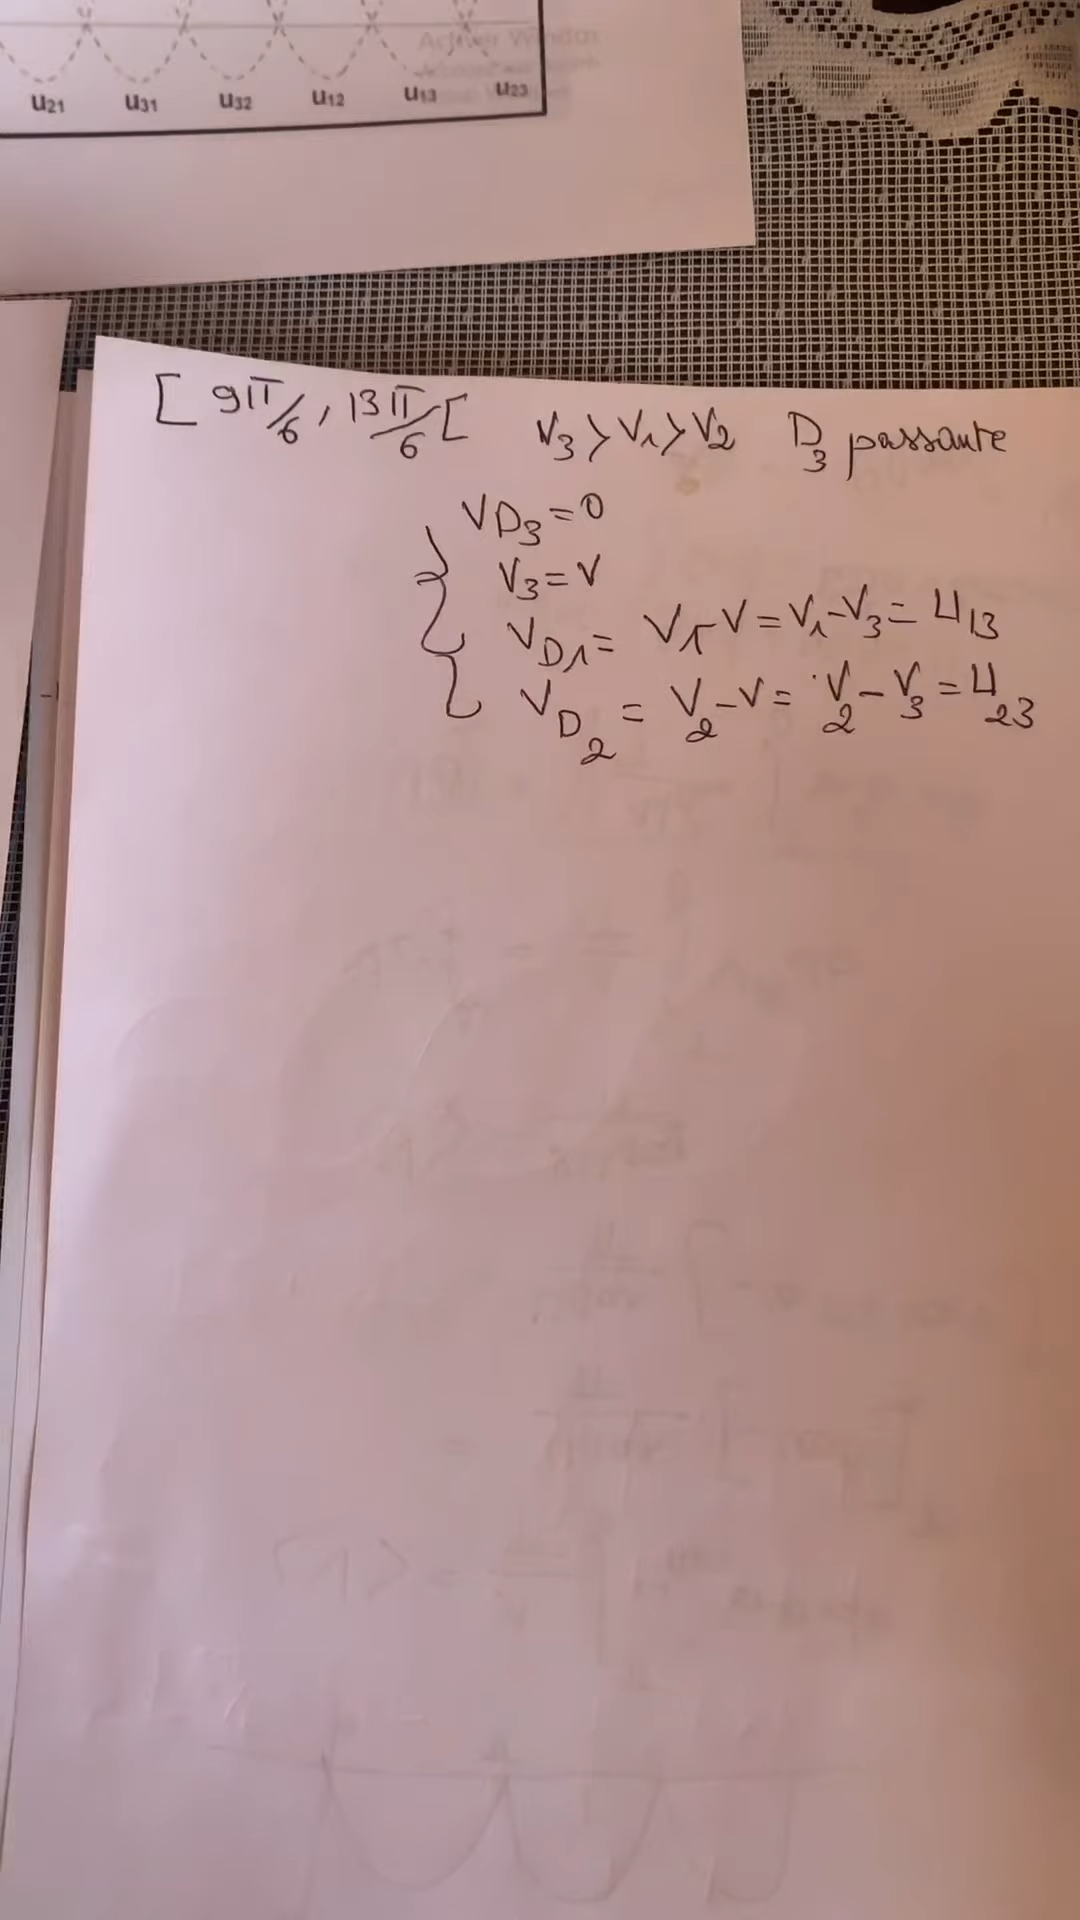 u21 u31 u32 u12 u13 u23
[ 9π/6 , 13π/6 [ V3 > V1 > V2 D3 passante
VD3 = 0
V3 = V
VD1 = V1 - V = V1 - V3 = U13
VD2 = V2 - V = V2 - V3 = U23